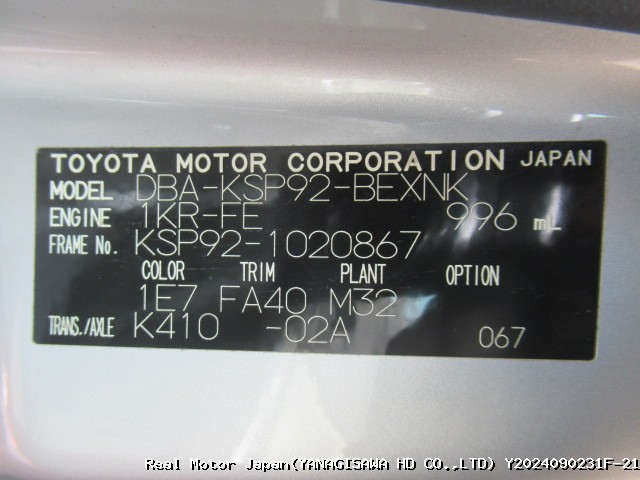 TOYOTA MOTOR CORPORATION JAPAN
MODEL DBA-KSP92-BEXNK
ENGINE 1KR-FE 996 mL
FRAME No. KSP92-1020867
COLOR TRIM PLANT OPTION
1E7 FA40 M32
TRANS./AXLE K410 -02A 067
Real Motor Japan(YANAGISAWA HD CO.,LTD) Y2024090231F-21